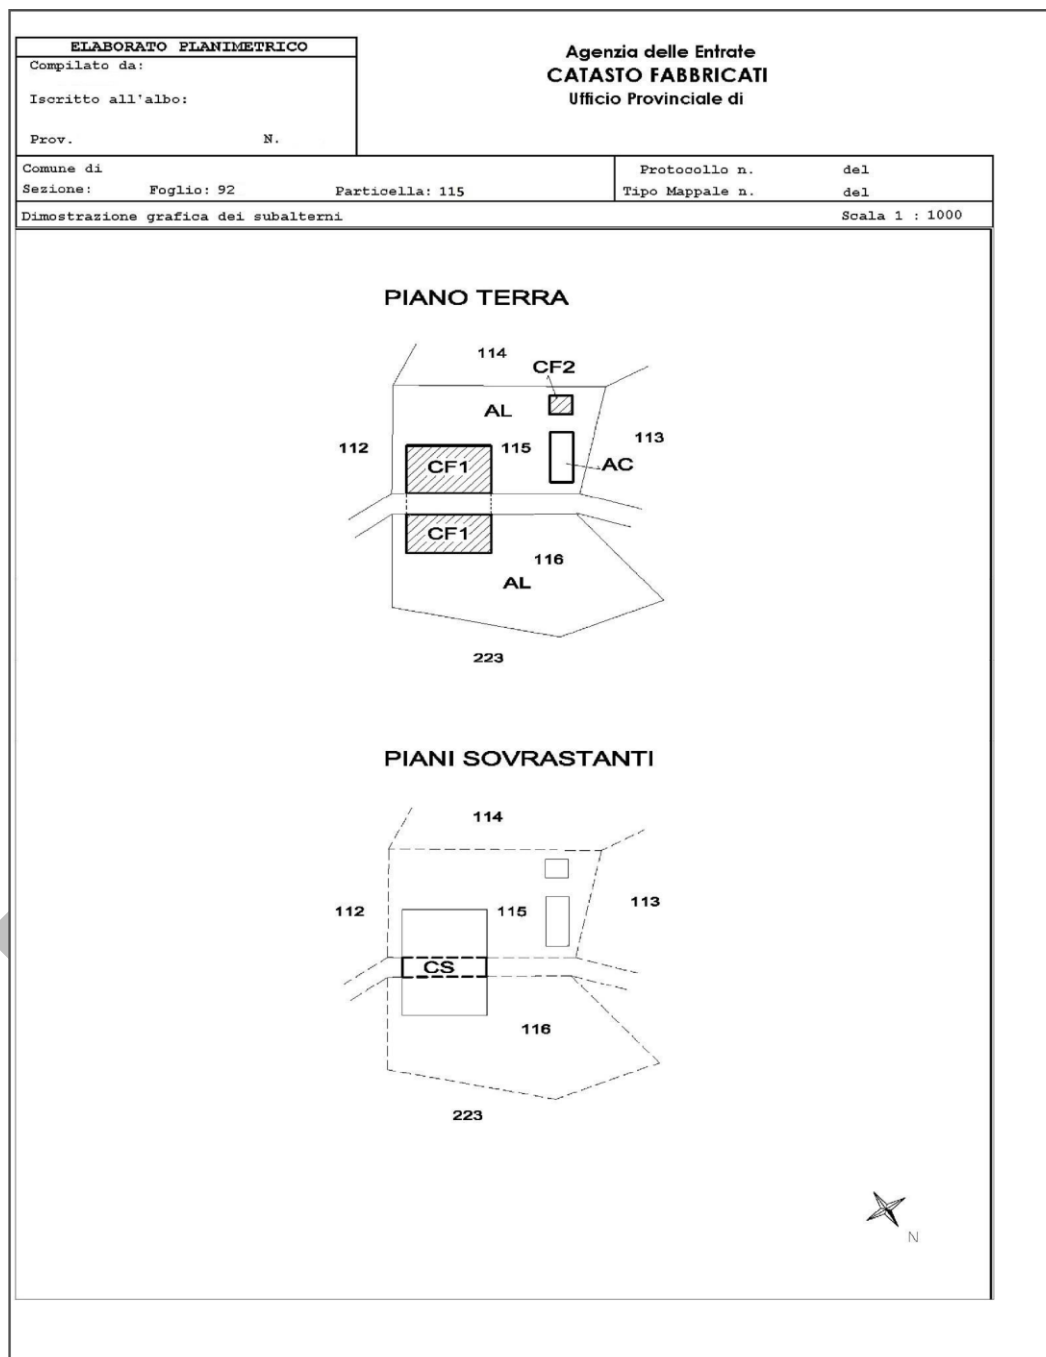 ELABORATO PLANIMETRICO
Compilato da:
Iscritto all'albo:
Prov. N.
Agenzia delle Entrate
CATASTO FABBRICATI
Ufficio Provinciale di
Comune di
Sezione: Foglio: 92 Particella: 115
Protocollo n. del
Tipo Mappale n. del
Dimostrazione grafica dei subalterni Scala 1 : 1000
PIANO TERRA
114
CF2
AL
112
115
113
CF1
AC
CF1
116
AL
223
PIANI SOVRASTANTI
114
112
115
113
CS
116
223
N